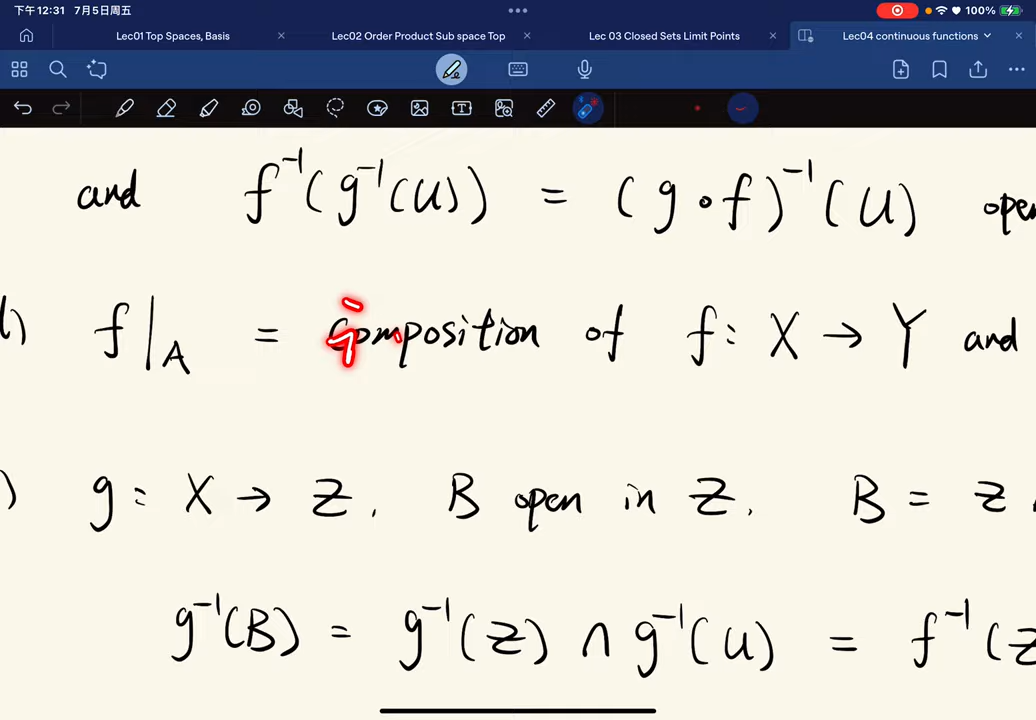 下午12:31 7月5日周五 100%
Lec01 Top Spaces, Basis Lec02 Order Product Sub space Top Lec 03 Closed Sets Limit Points Lec04 continuous functions
and f⁻¹(g⁻¹(U)) = (g∘f)⁻¹(U) open
d) f|_A = composition of f: X → Y and
) g: X → Z. B open in Z. B = Z ∩
g⁻¹(B) = g⁻¹(Z) ∩ g⁻¹(U) = f⁻¹(Z